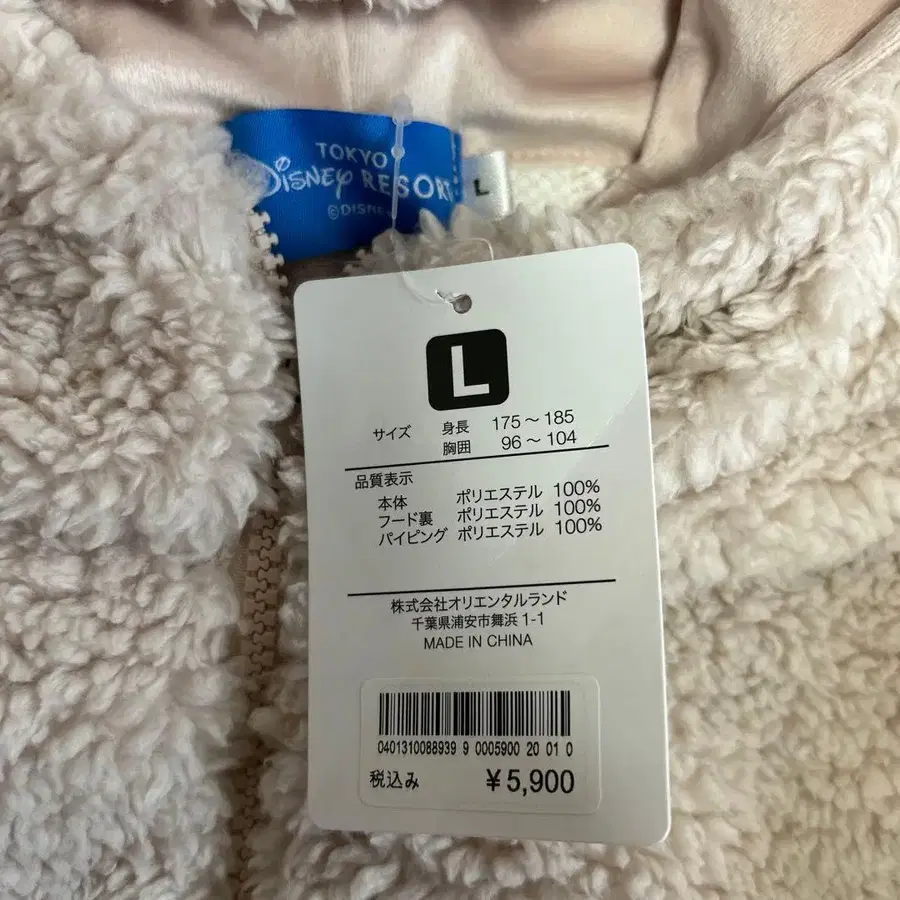 TOKYO
Disney RESORT
©DISNEY
L
L
サイズ 身長 175～185
胸囲 96～104
品質表示
本体 ポリエステル 100%
フード裏 ポリエステル 100%
パイピング ポリエステル 100%
株式会社オリエンタルランド
千葉県浦安市舞浜 1-1
MADE IN CHINA
0401310088939 9 0005900 20 01 0
税込み ¥5,900